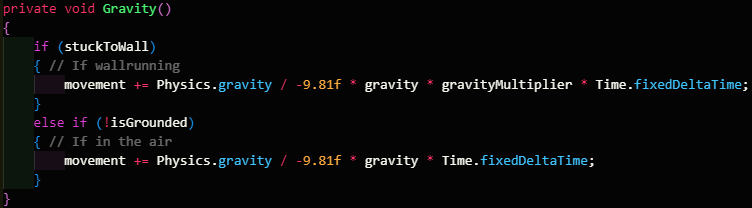 private void Gravity()
{
if (stuckToWall)
{ // If wallrunning
movement += Physics.gravity / -9.81f * gravity * gravityMultiplier * Time.fixedDeltaTime;
}
else if (!isGrounded)
{ // If in the air
movement += Physics.gravity / -9.81f * gravity * Time.fixedDeltaTime;
}
}